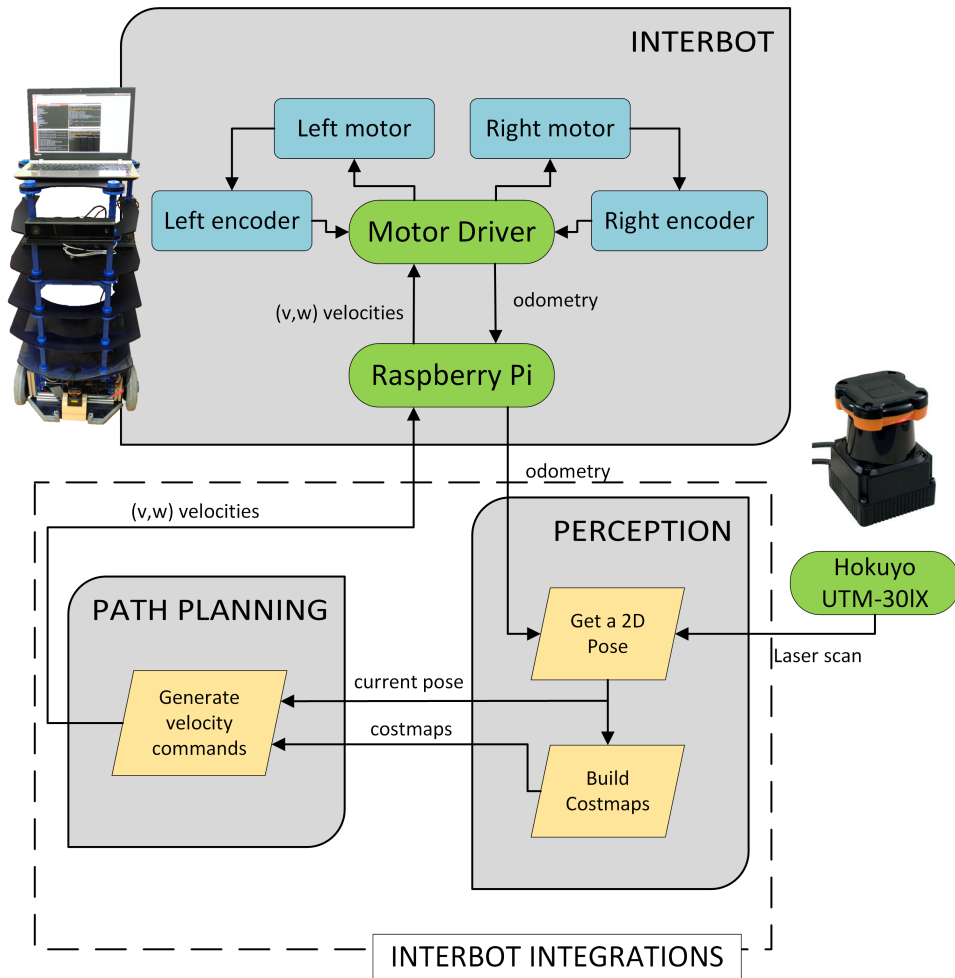 INTERBOT
Left motor
Right motor
Left encoder
Motor Driver
Right encoder
(v,w) velocities
odometry
Raspberry Pi
odometry
(v,w) velocities
PERCEPTION
Hokuyo
UTM-30lX
PATH PLANNING
Get a 2D
Pose
Laser scan
current pose
Generate
velocity
commands
costmaps
Build
Costmaps
INTERBOT INTEGRATIONS